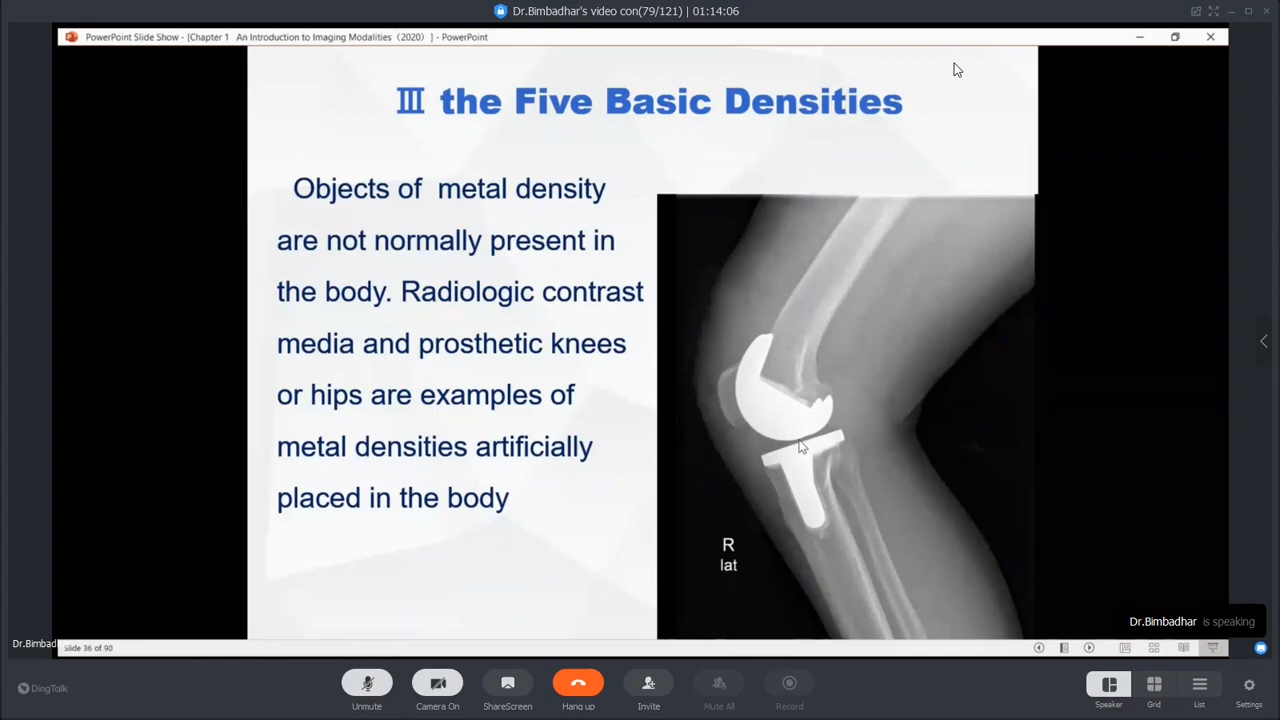 Dr.Bimbadhar's video con(79/121) | 01:14:06
PowerPoint Slide Show - [Chapter 1 An Introduction to Imaging Modalities（2020）] - PowerPoint
Ⅲ the Five Basic Densities
Objects of metal density
are not normally present in
the body. Radiologic contrast
media and prosthetic knees
or hips are examples of
metal densities artificially
placed in the body
R
lat
Dr.Bimbadhar is speaking
Dr.Bimbad
Slide 36 of 90
DingTalk
Unmute
Camera On
ShareScreen
Hang up
Invite
Mute All
Record
Speaker
Grid
List
Settings